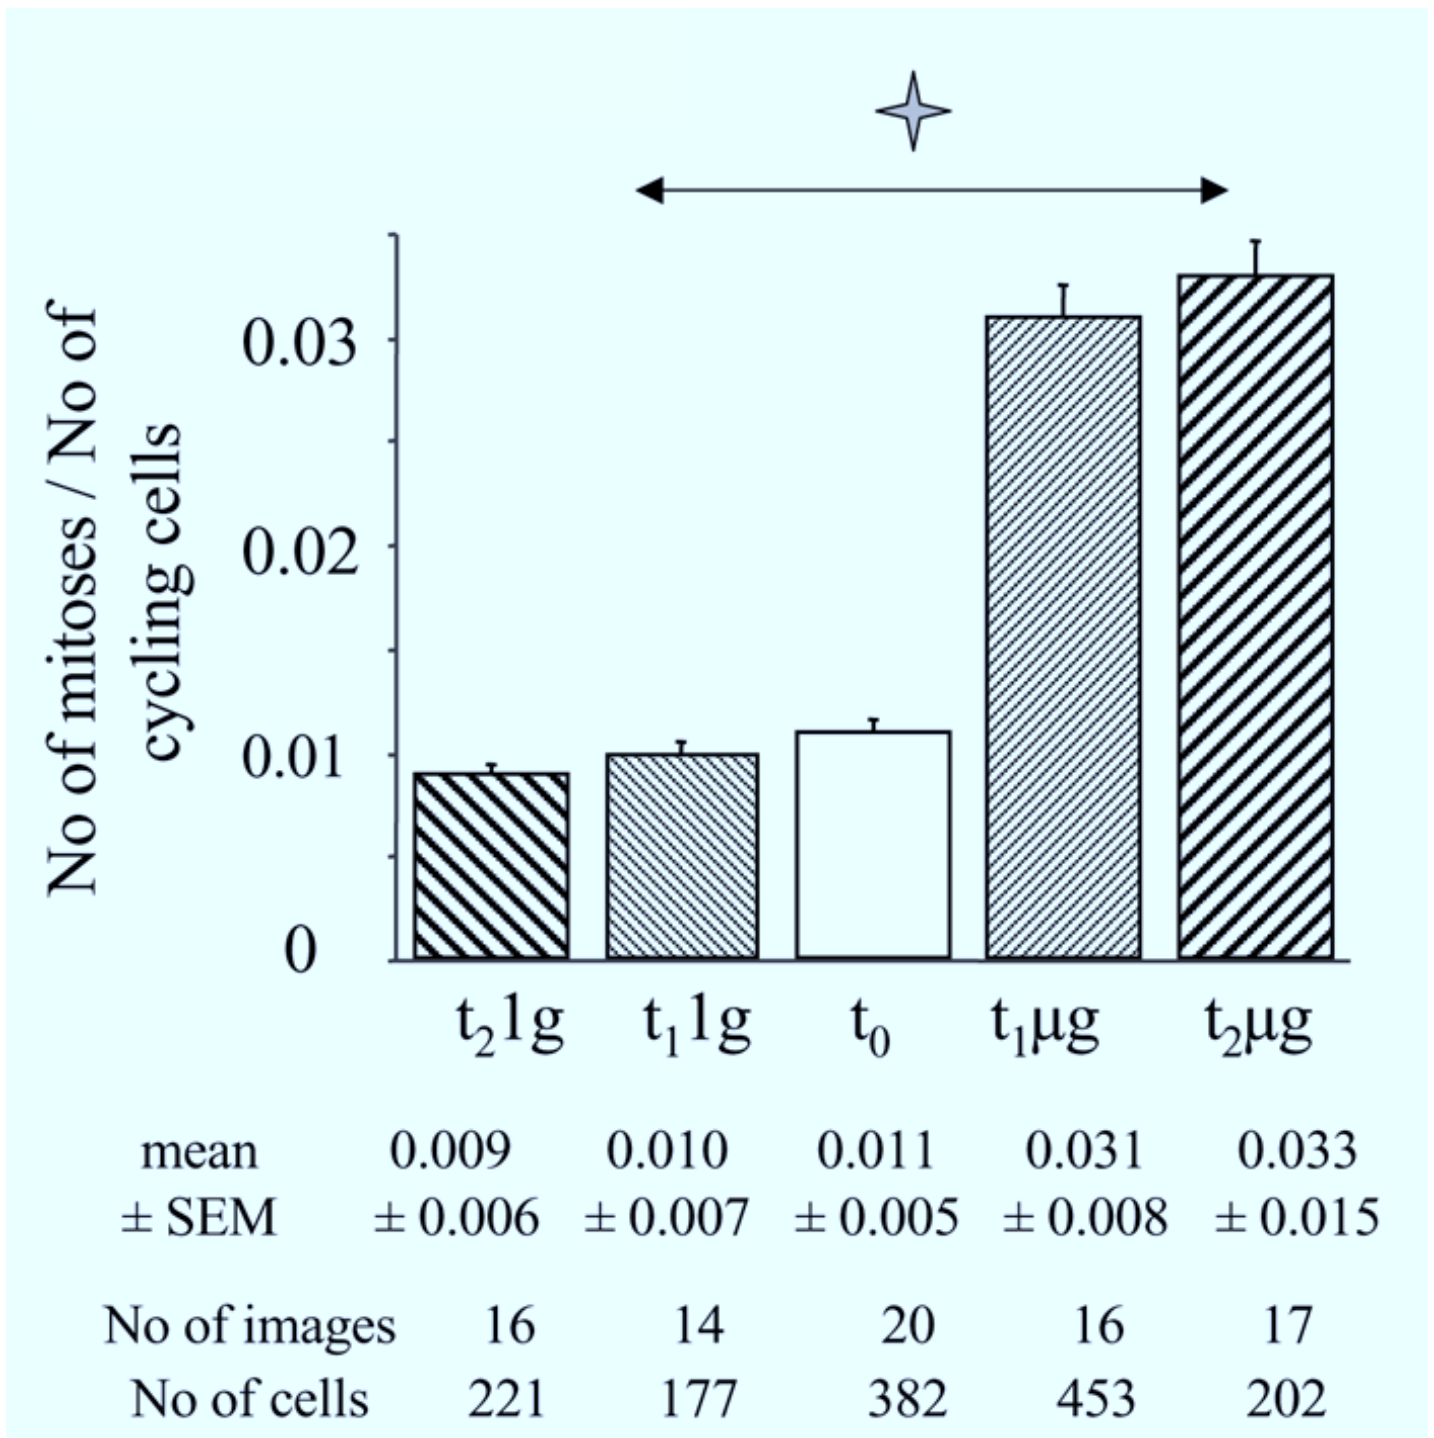 No of mitoses / No of
cycling cells
0.03
0.02
0.01
0
t₂1g t₁1g t₀ t₁μg t₂μg
mean 0.009 0.010 0.011 0.031 0.033
± SEM ± 0.006 ± 0.007 ± 0.005 ± 0.008 ± 0.015
No of images 16 14 20 16 17
No of cells 221 177 382 453 202